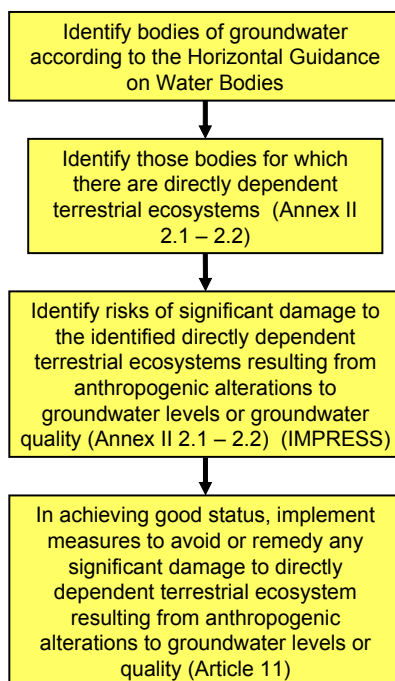 Identify bodies of groundwater
according to the Horizontal Guidance
on Water Bodies
Identify those bodies for which
there are directly dependent
terrestrial ecosystems (Annex II
2.1 – 2.2)
Identify risks of significant damage to
the identified directly dependent
terrestrial ecosystems resulting from
anthropogenic alterations to
groundwater levels or groundwater
quality (Annex II 2.1 – 2.2) (IMPRESS)
In achieving good status, implement
measures to avoid or remedy any
significant damage to directly
dependent terrestrial ecosystem
resulting from anthropogenic
alterations to groundwater levels or
quality (Article 11)